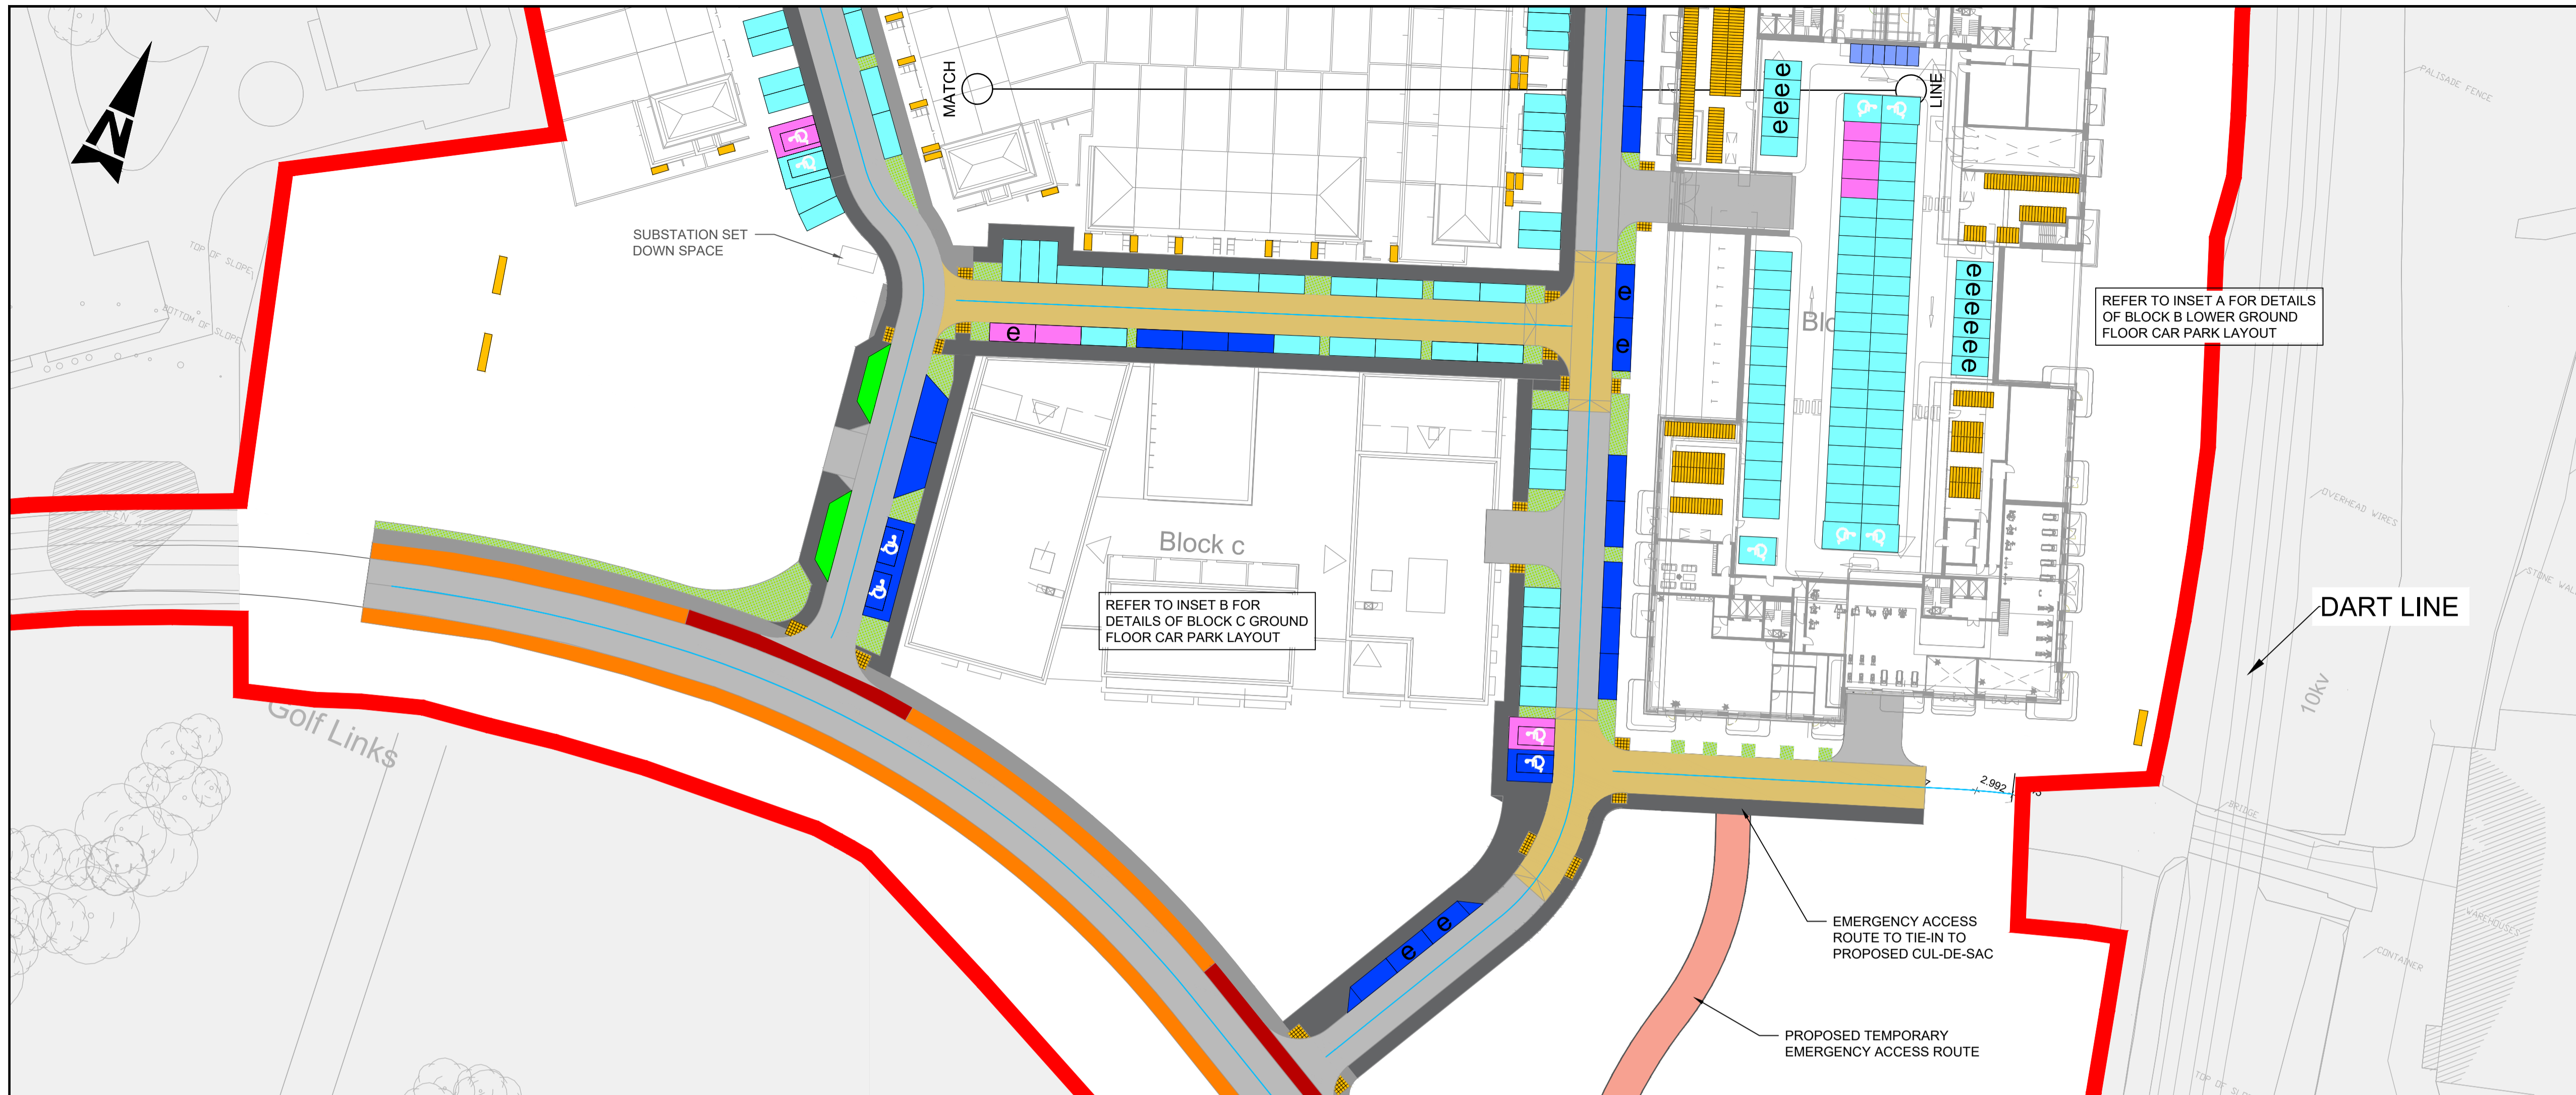 N
MATCH
LINE
PALISADE FENCE
e
e
e
e
TOP OF SLOPE
BOTTOM OF SLOPE
SUBSTATION SET
DOWN SPACE
e
e
e
e
e
e
e
e
e
REFER TO INSET A FOR DETAILS
OF BLOCK B LOWER GROUND
FLOOR CAR PARK LAYOUT
OVERHEAD WIRES
Block c
REFER TO INSET B FOR
DETAILS OF BLOCK C GROUND
FLOOR CAR PARK LAYOUT
DART LINE
10kv
Golf Links
2.992
BRIDGE
WAREHOUSES
CONTAINER
e
e
EMERGENCY ACCESS
ROUTE TO TIE-IN TO
PROPOSED CUL-DE-SAC
PROPOSED TEMPORARY
EMERGENCY ACCESS ROUTE